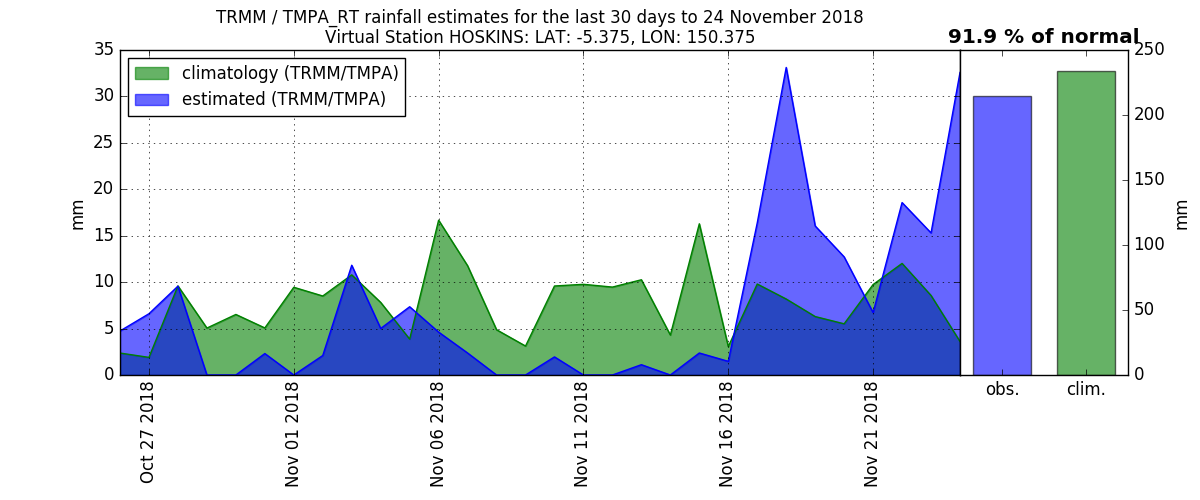 TRMM / TMPA_RT rainfall estimates for the last 30 days to 24 November 2018
Virtual Station HOSKINS: LAT: -5.375, LON: 150.375
91.9 % of normal
climatology (TRMM/TMPA)
estimated (TRMM/TMPA)
35
30
25
20
15
10
5
0
mm
Oct 27 2018
Nov 01 2018
Nov 06 2018
Nov 11 2018
Nov 16 2018
Nov 21 2018
obs.
clim.
250
200
150
100
50
0
mm